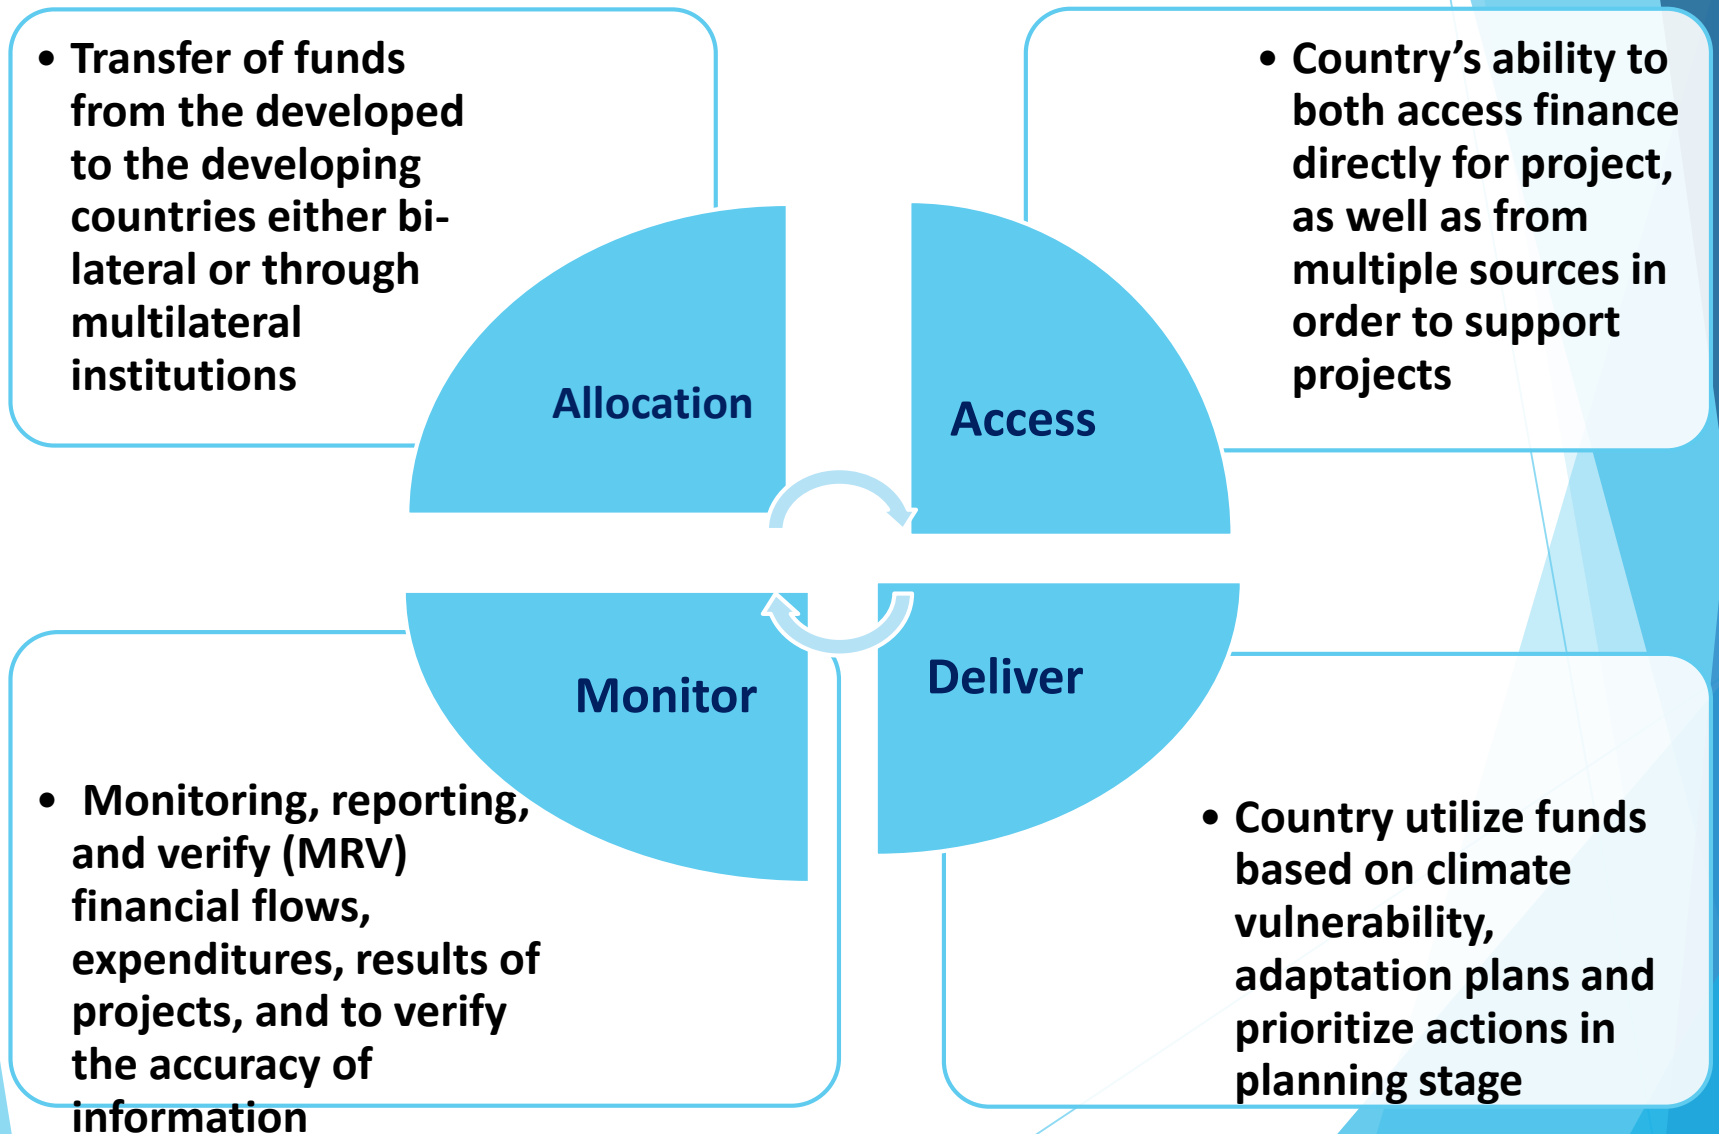 • Transfer of funds
from the developed
to the developing
countries either bi-
lateral or through
multilateral
institutions
Allocation
• Country’s ability to
both access finance
directly for project,
as well as from
multiple sources in
order to support
projects
Access
Monitor
• Monitoring, reporting,
and verify (MRV)
financial flows,
expenditures, results of
projects, and to verify
the accuracy of
information
Deliver
• Country utilize funds
based on climate
vulnerability,
adaptation plans and
prioritize actions in
planning stage